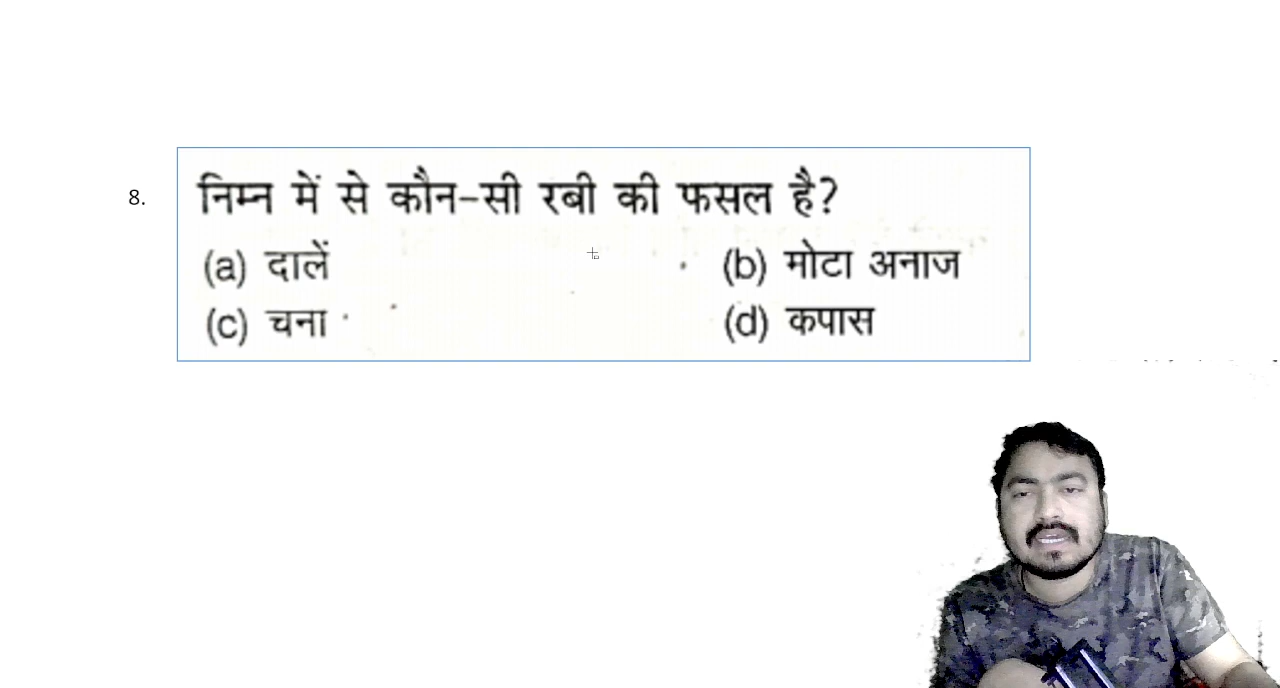 8.
निम्न में से कौन-सी रबी की फसल है?
(a) दालें (b) मोटा अनाज
(c) चना (d) कपास